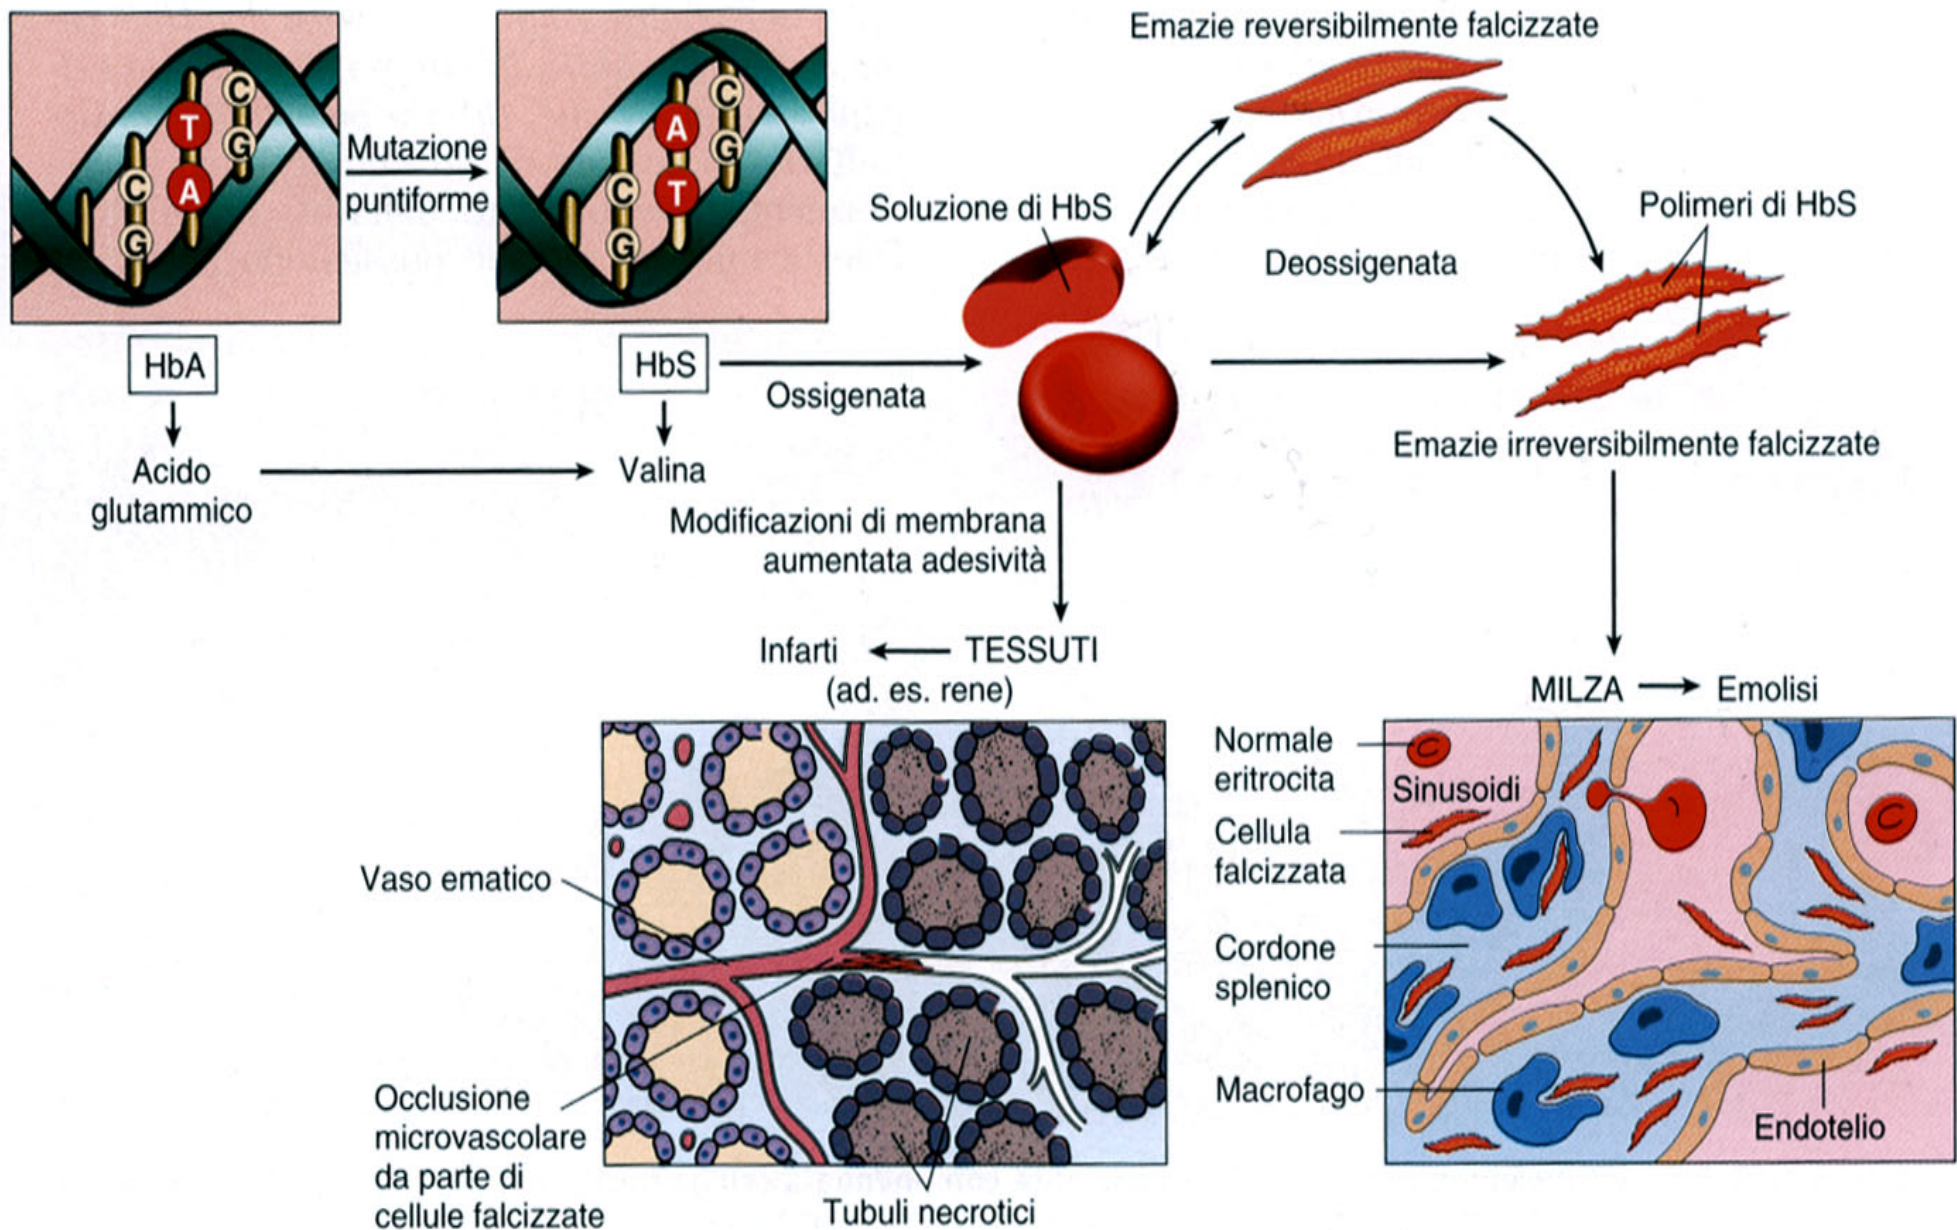 C
T
G
A
C
G
HbA
Acido
glutammico
Mutazione
puntiforme
C
A
G
C
T
G
HbS
Valina
Ossigenata
Soluzione di HbS
Emazie reversibilmente falcizzate
Deossigenata
Polimeri di HbS
Emazie irreversibilmente falcizzate
Modificazioni di membrana
aumentata adesività
Infarti
TESSUTI
(ad. es. rene)
MILZA
Emolisi
Vaso ematico
Occlusione
microvascolare
da parte di
cellule falcizzate
Tubuli necrotici
Normale
eritrocita
Sinusoidi
Cellula
falcizzata
Cordone
splenico
Macrofago
Endotelio